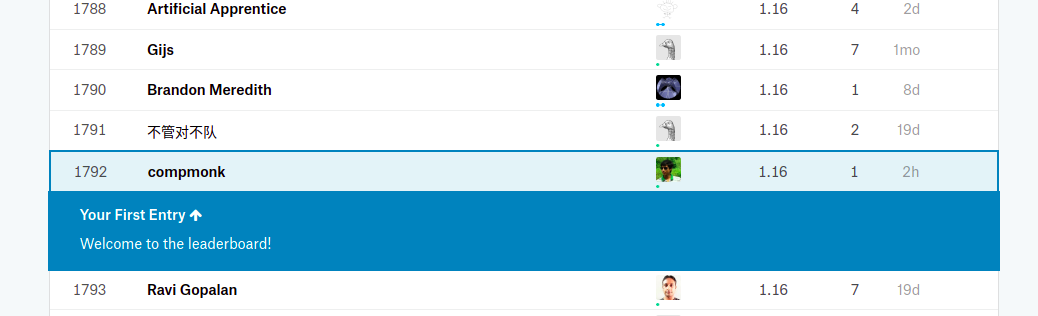 1788 Artificial Apprentice 1.16 4 2d
1789 Gijs 1.16 7 1mo
1790 Brandon Meredith 1.16 1 8d
1791 不管对不队 1.16 2 19d
1792 compmonk 1.16 1 2h
Your First Entry ↑
Welcome to the leaderboard!
1793 Ravi Gopalan 1.16 7 19d